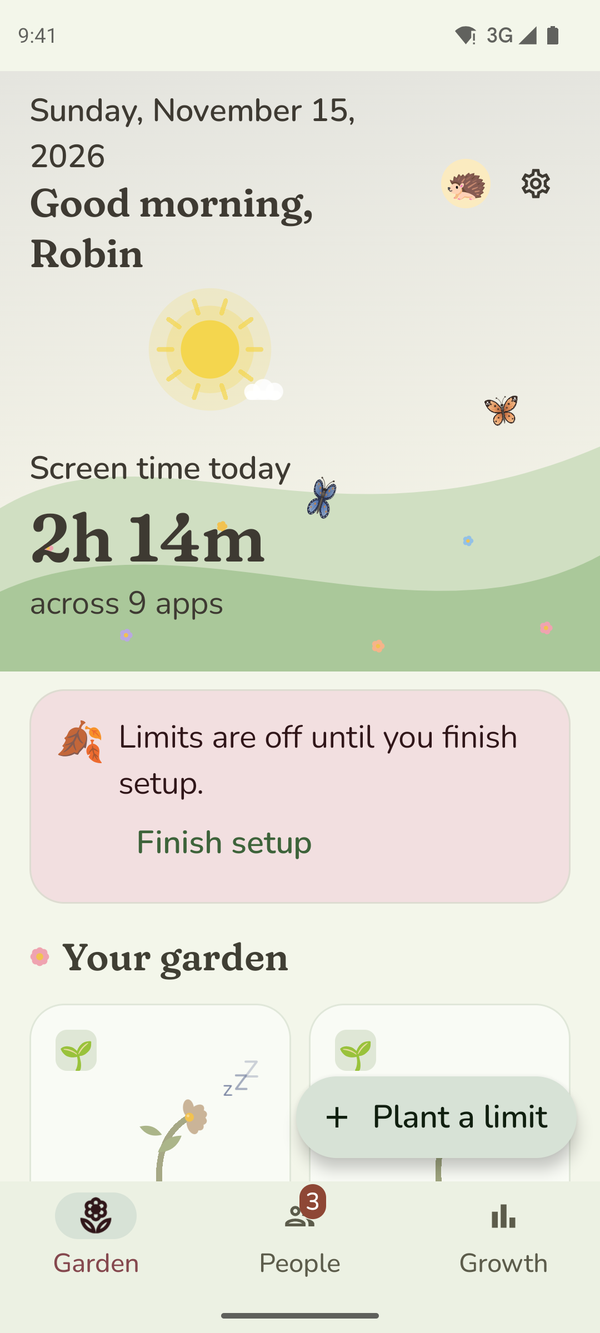 9:41
3G
Sunday, November 15,
2026
Good morning,
Robin
Screen time today
2h 14m
across 9 apps
Limits are off until you finish
setup.
Finish setup
Your garden
z Z Z
+ Plant a limit
3
Garden
People
Growth